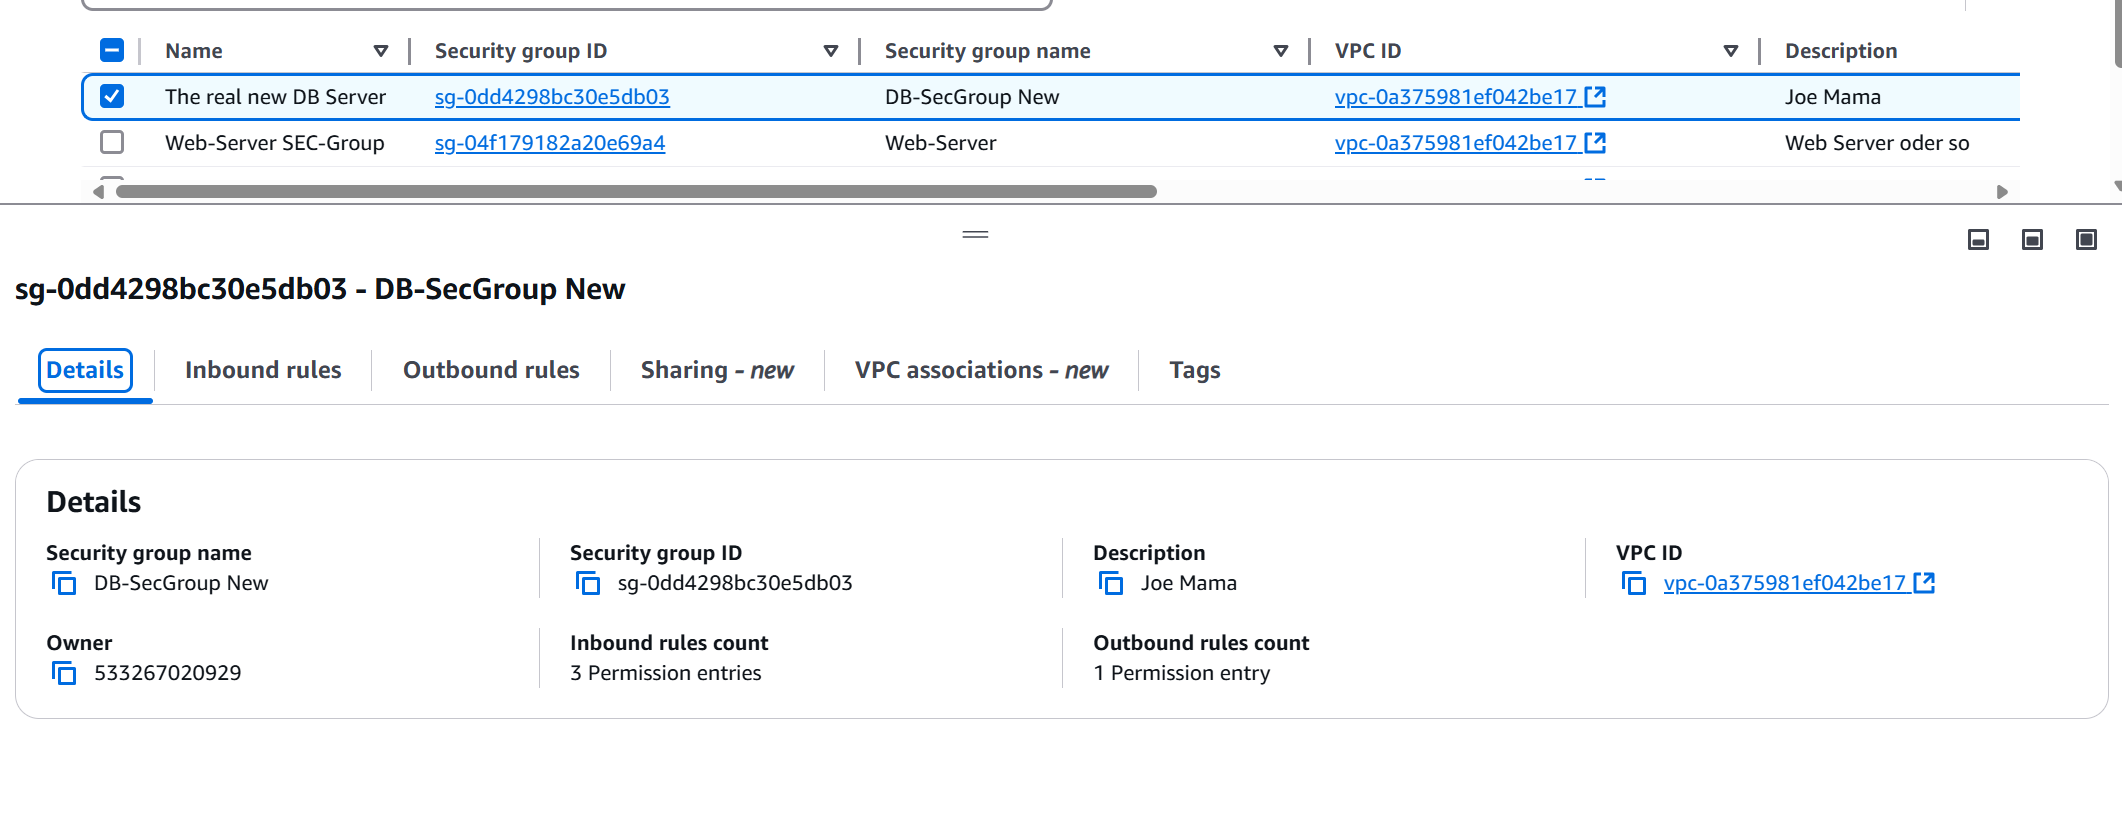 Name Security group ID Security group name VPC ID Description
The real new DB Server sg-0dd4298bc30e5db03 DB-SecGroup New vpc-0a375981ef042be17 Joe Mama
Web-Server SEC-Group sg-04f179182a20e69a4 Web-Server vpc-0a375981ef042be17 Web Server oder so
sg-0dd4298bc30e5db03 - DB-SecGroup New
Details Inbound rules Outbound rules Sharing - new VPC associations - new Tags
Details
Security group name Security group ID Description VPC ID
DB-SecGroup New sg-0dd4298bc30e5db03 Joe Mama vpc-0a375981ef042be17
Owner Inbound rules count Outbound rules count
533267020929 3 Permission entries 1 Permission entry